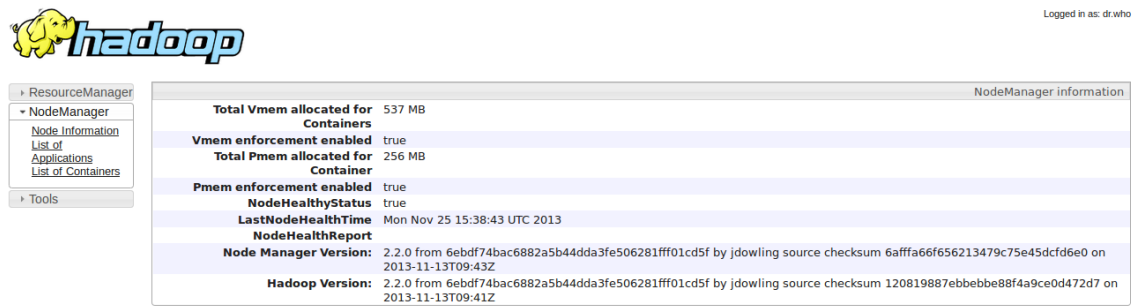 Logged in as: dr.who
hadoop
ResourceManager
NodeManager
Node Information
List of
Applications
List of Containers
Tools
NodeManager information
Total Vmem allocated for 537 MB
Containers
Vmem enforcement enabled true
Total Pmem allocated for 256 MB
Container
Pmem enforcement enabled true
NodeHealthyStatus true
LastNodeHealthTime Mon Nov 25 15:38:43 UTC 2013
NodeHealthReport
Node Manager Version: 2.2.0 from 6ebdf74bac6882a5b44dda3fe506281fff01cd5f by jdowling source checksum 6afffa66f656213479c75e45dcfd6e0 on
2013-11-13T09:43Z
Hadoop Version: 2.2.0 from 6ebdf74bac6882a5b44dda3fe506281fff01cd5f by jdowling source checksum 120819887ebbebbe88f4a9ce0d472d7 on
2013-11-13T09:41Z